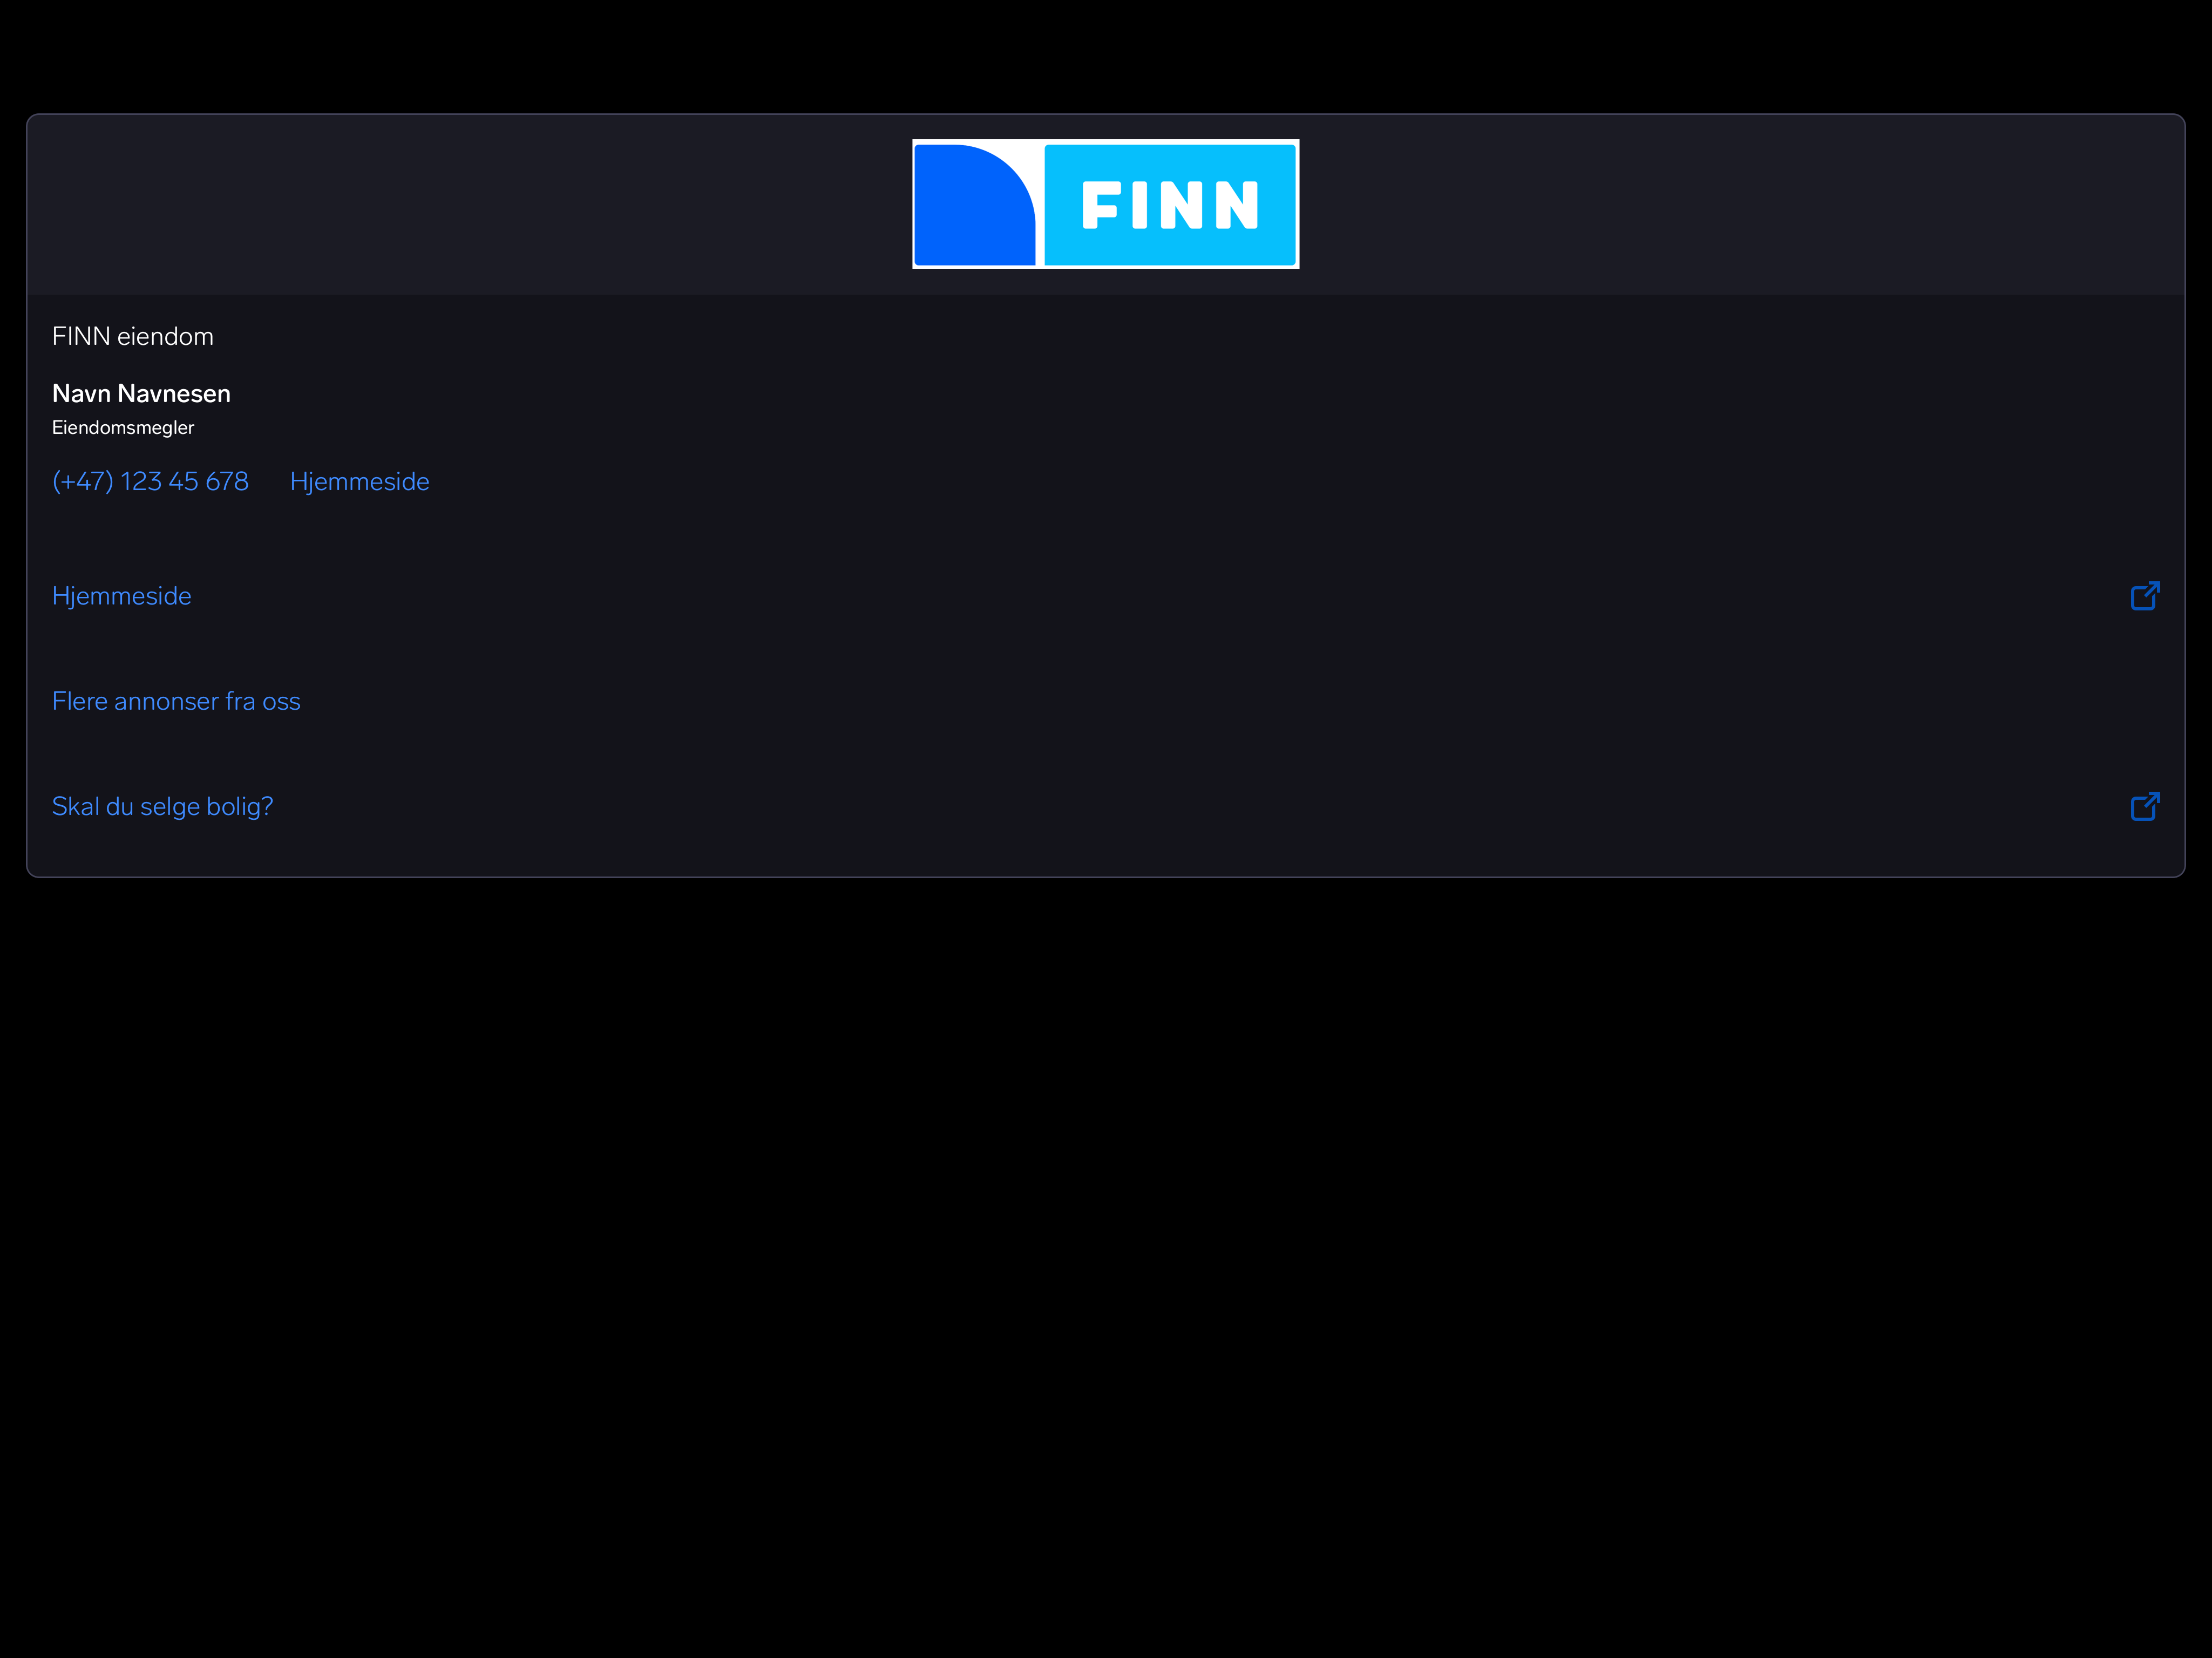 FINN
FINN eiendom
Navn Navnesen
Eiendomsmegler
(+47) 123 45 678 Hjemmeside
Hjemmeside
Flere annonser fra oss
Skal du selge bolig?